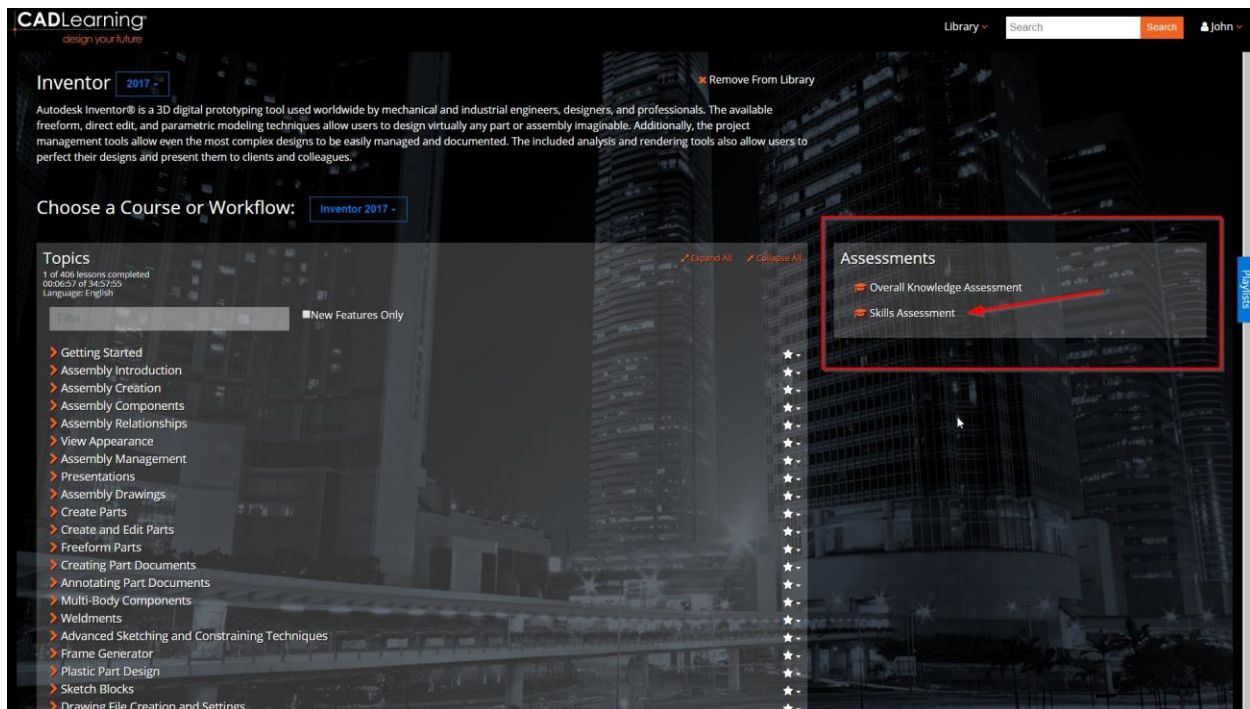 CADLearning®
design your future
Library
Search
Search
John
Inventor
2017
Remove From Library
Autodesk Inventor® is a 3D digital prototyping tool used worldwide by mechanical and industrial engineers, designers, and professionals. The available
freeform, direct edit, and parametric modeling techniques allow users to design virtually any part or assembly imaginable. Additionally, the project
management tools allow even the most complex designs to be easily managed and documented. The included analysis and rendering tools also allow users to
perfect their designs and present them to clients and colleagues.
Choose a Course or Workflow:
Inventor 2017
Topics
Expand All
Collapse All
1 of 406 lessons completed
00:06:57 of 34:57:55
Language: English
Filter
New Features Only
Getting Started
Assembly Introduction
Assembly Creation
Assembly Components
Assembly Relationships
View Appearance
Assembly Management
Presentations
Assembly Drawings
Create Parts
Create and Edit Parts
Freeform Parts
Creating Part Documents
Annotating Part Documents
Multi-Body Components
Weldments
Advanced Sketching and Constraining Techniques
Frame Generator
Plastic Part Design
Sketch Blocks
Drawing File Creation and Settings
Assessments
Overall Knowledge Assessment
Skills Assessment
Playlists